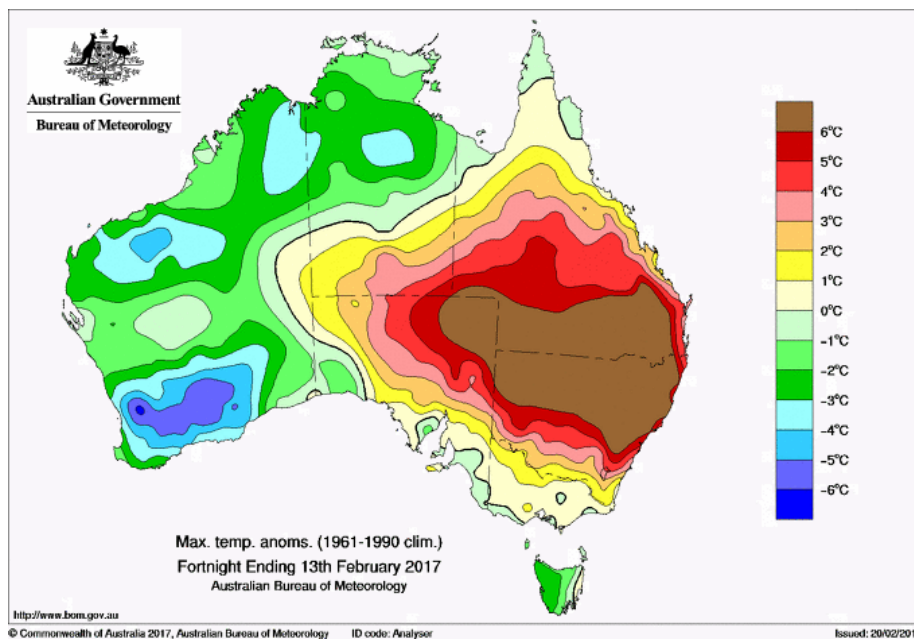 Australian Government
Bureau of Meteorology
6°C
5°C
4°C
3°C
2°C
1°C
0°C
-1°C
-2°C
-3°C
-4°C
-5°C
-6°C
Max. temp. anoms. (1961-1990 clim.)
Fortnight Ending 13th February 2017
Australian Bureau of Meteorology
http://www.bom.gov.au
© Commonwealth of Australia 2017, Australian Bureau of Meteorology ID code: Analyser Issued: